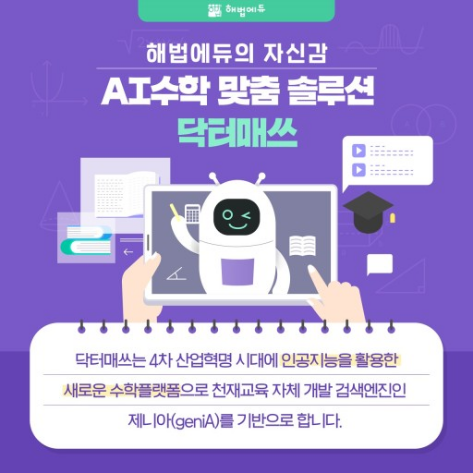 해법에듀
해법에듀의 자신감
AI수학 맞춤 솔루션
닥터매쓰
닥터매쓰는 4차 산업혁명 시대에 인공지능을 활용한
새로운 수학플랫폼으로 천재교육 자체 개발 검색엔진인
제니아(geniA)를 기반으로 합니다.